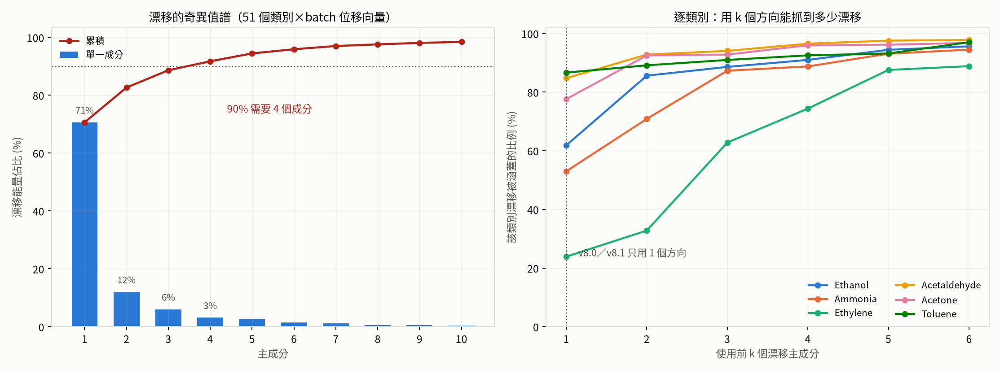 漂移的奇異值譜（51 個類別×batch 位移向量）
100
80
60
40
20
0
漂移能量佔比 (%)
累積
單一成分
71%
12%
6%
3%
90% 需要 4 個成分
1 2 3 4 5 6 7 8 9 10
主成分
逐類別：用 k 個方向能抓到多少漂移
100
80
60
40
20
0
該類別漂移被涵蓋的比例 (%)
v8.0／v8.1 只用 1 個方向
Ethanol
Ammonia
Ethylene
Acetaldehyde
Acetone
Toluene
1 2 3 4 5 6
使用前 k 個漂移主成分